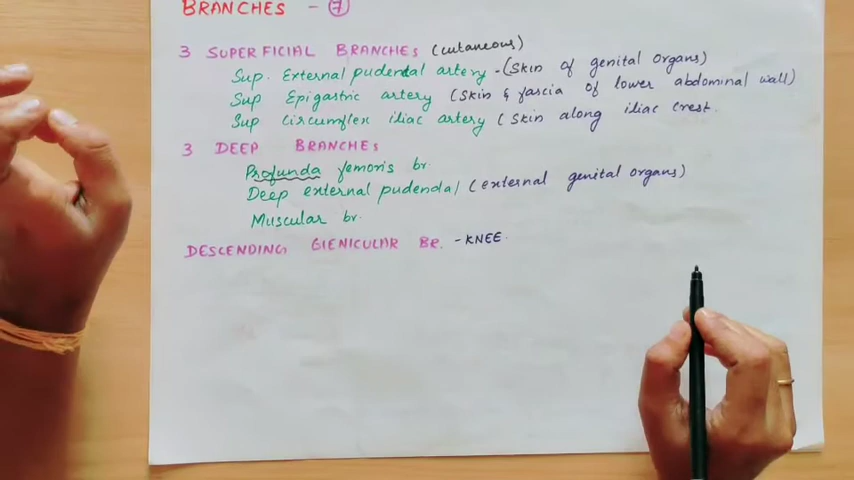 BRANCHES - 7
3 SUPERFICIAL BRANCHES (cutaneous)
Sup. External pudendal artery - (Skin of genital organs)
Sup Epigastric artery (Skin & fascia of lower abdominal wall)
Sup Circumflex iliac artery (Skin along iliac crest.
3 DEEP BRANCHES
Profunda femoris br.
Deep external pudendal (external genital organs)
Muscular br.
DESCENDING GENICULAR BR. - KNEE.